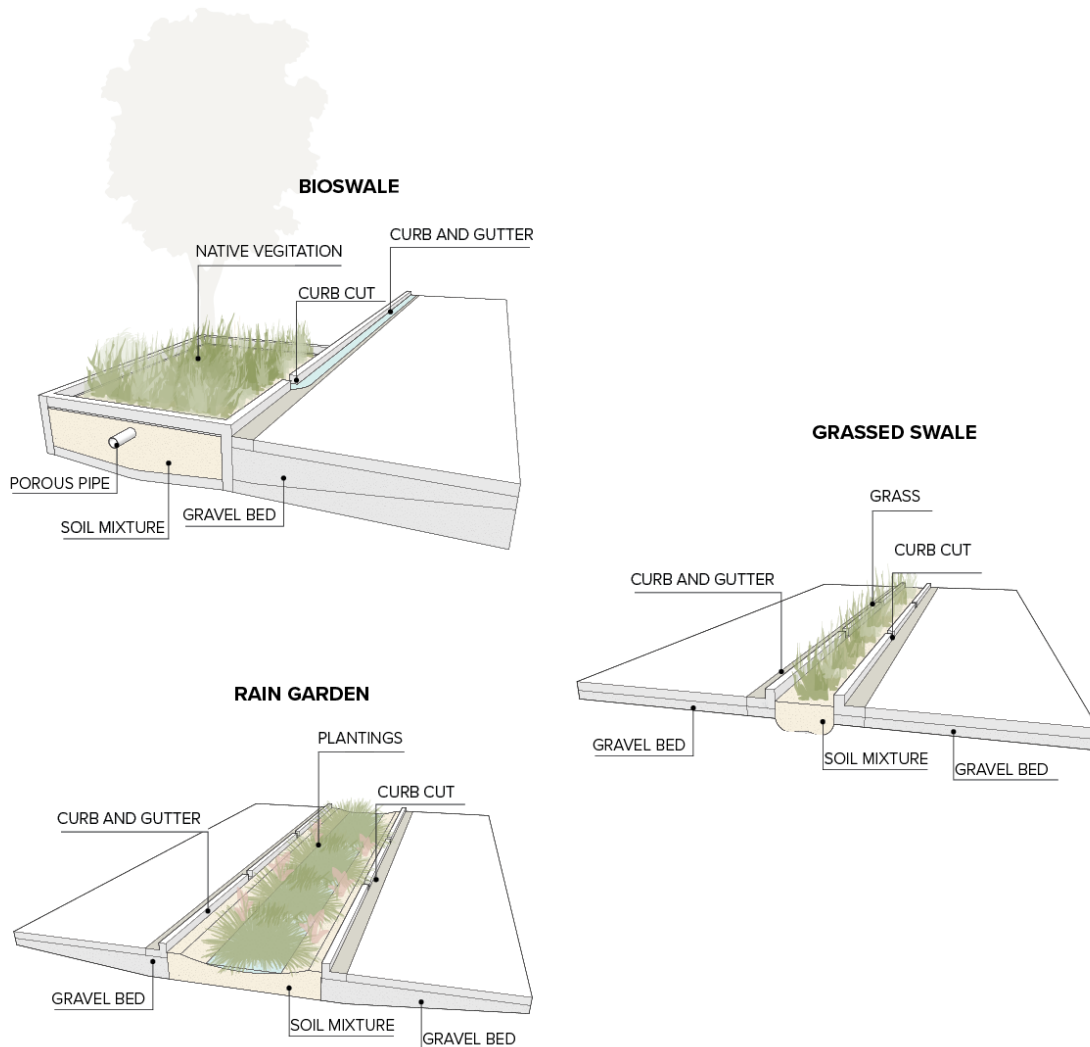 BIOSWALE
CURB AND GUTTER
NATIVE VEGITATION
CURB CUT
POROUS PIPE
SOIL MIXTURE
GRAVEL BED
GRASSED SWALE
GRASS
CURB CUT
CURB AND GUTTER
GRAVEL BED
SOIL MIXTURE
GRAVEL BED
RAIN GARDEN
PLANTINGS
CURB CUT
CURB AND GUTTER
GRAVEL BED
SOIL MIXTURE
GRAVEL BED